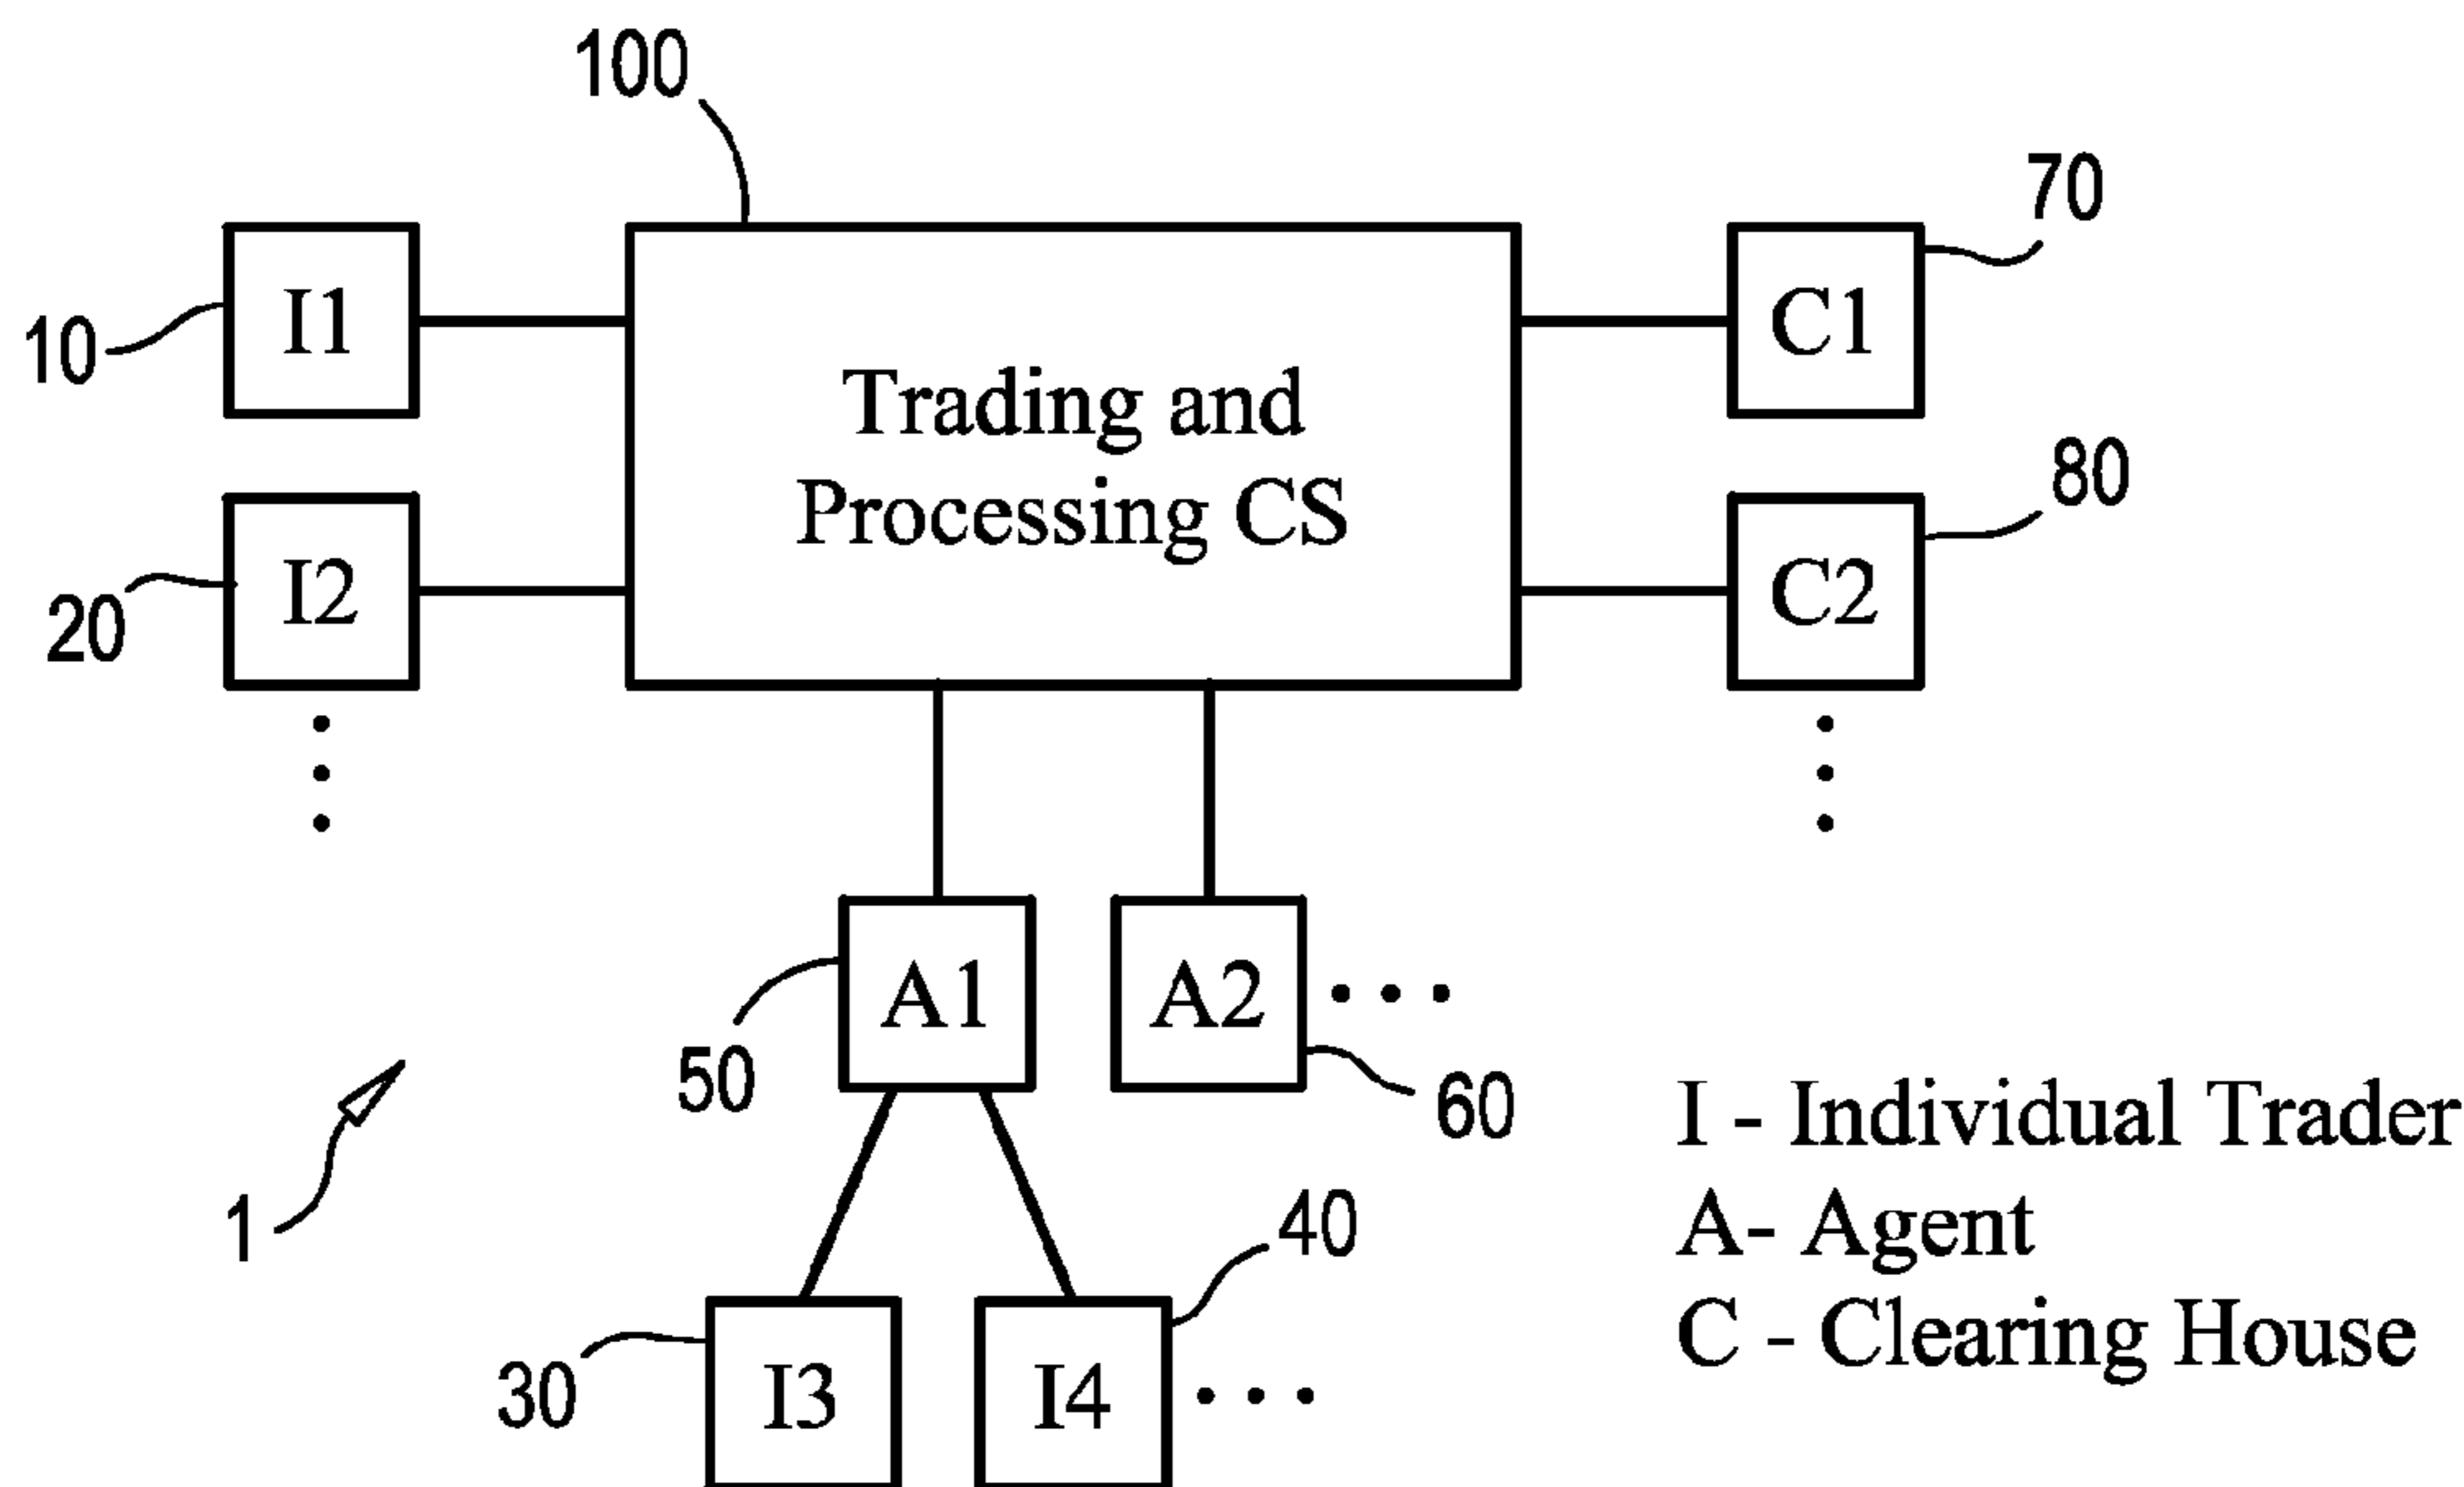 100
70
I1
C1
10
Trading and
Processing CS
80
I2
C2
20
A1
A2
50
60
I - Individual Trader
1
40
A- Agent
C - Clearing House
30
I3
I4